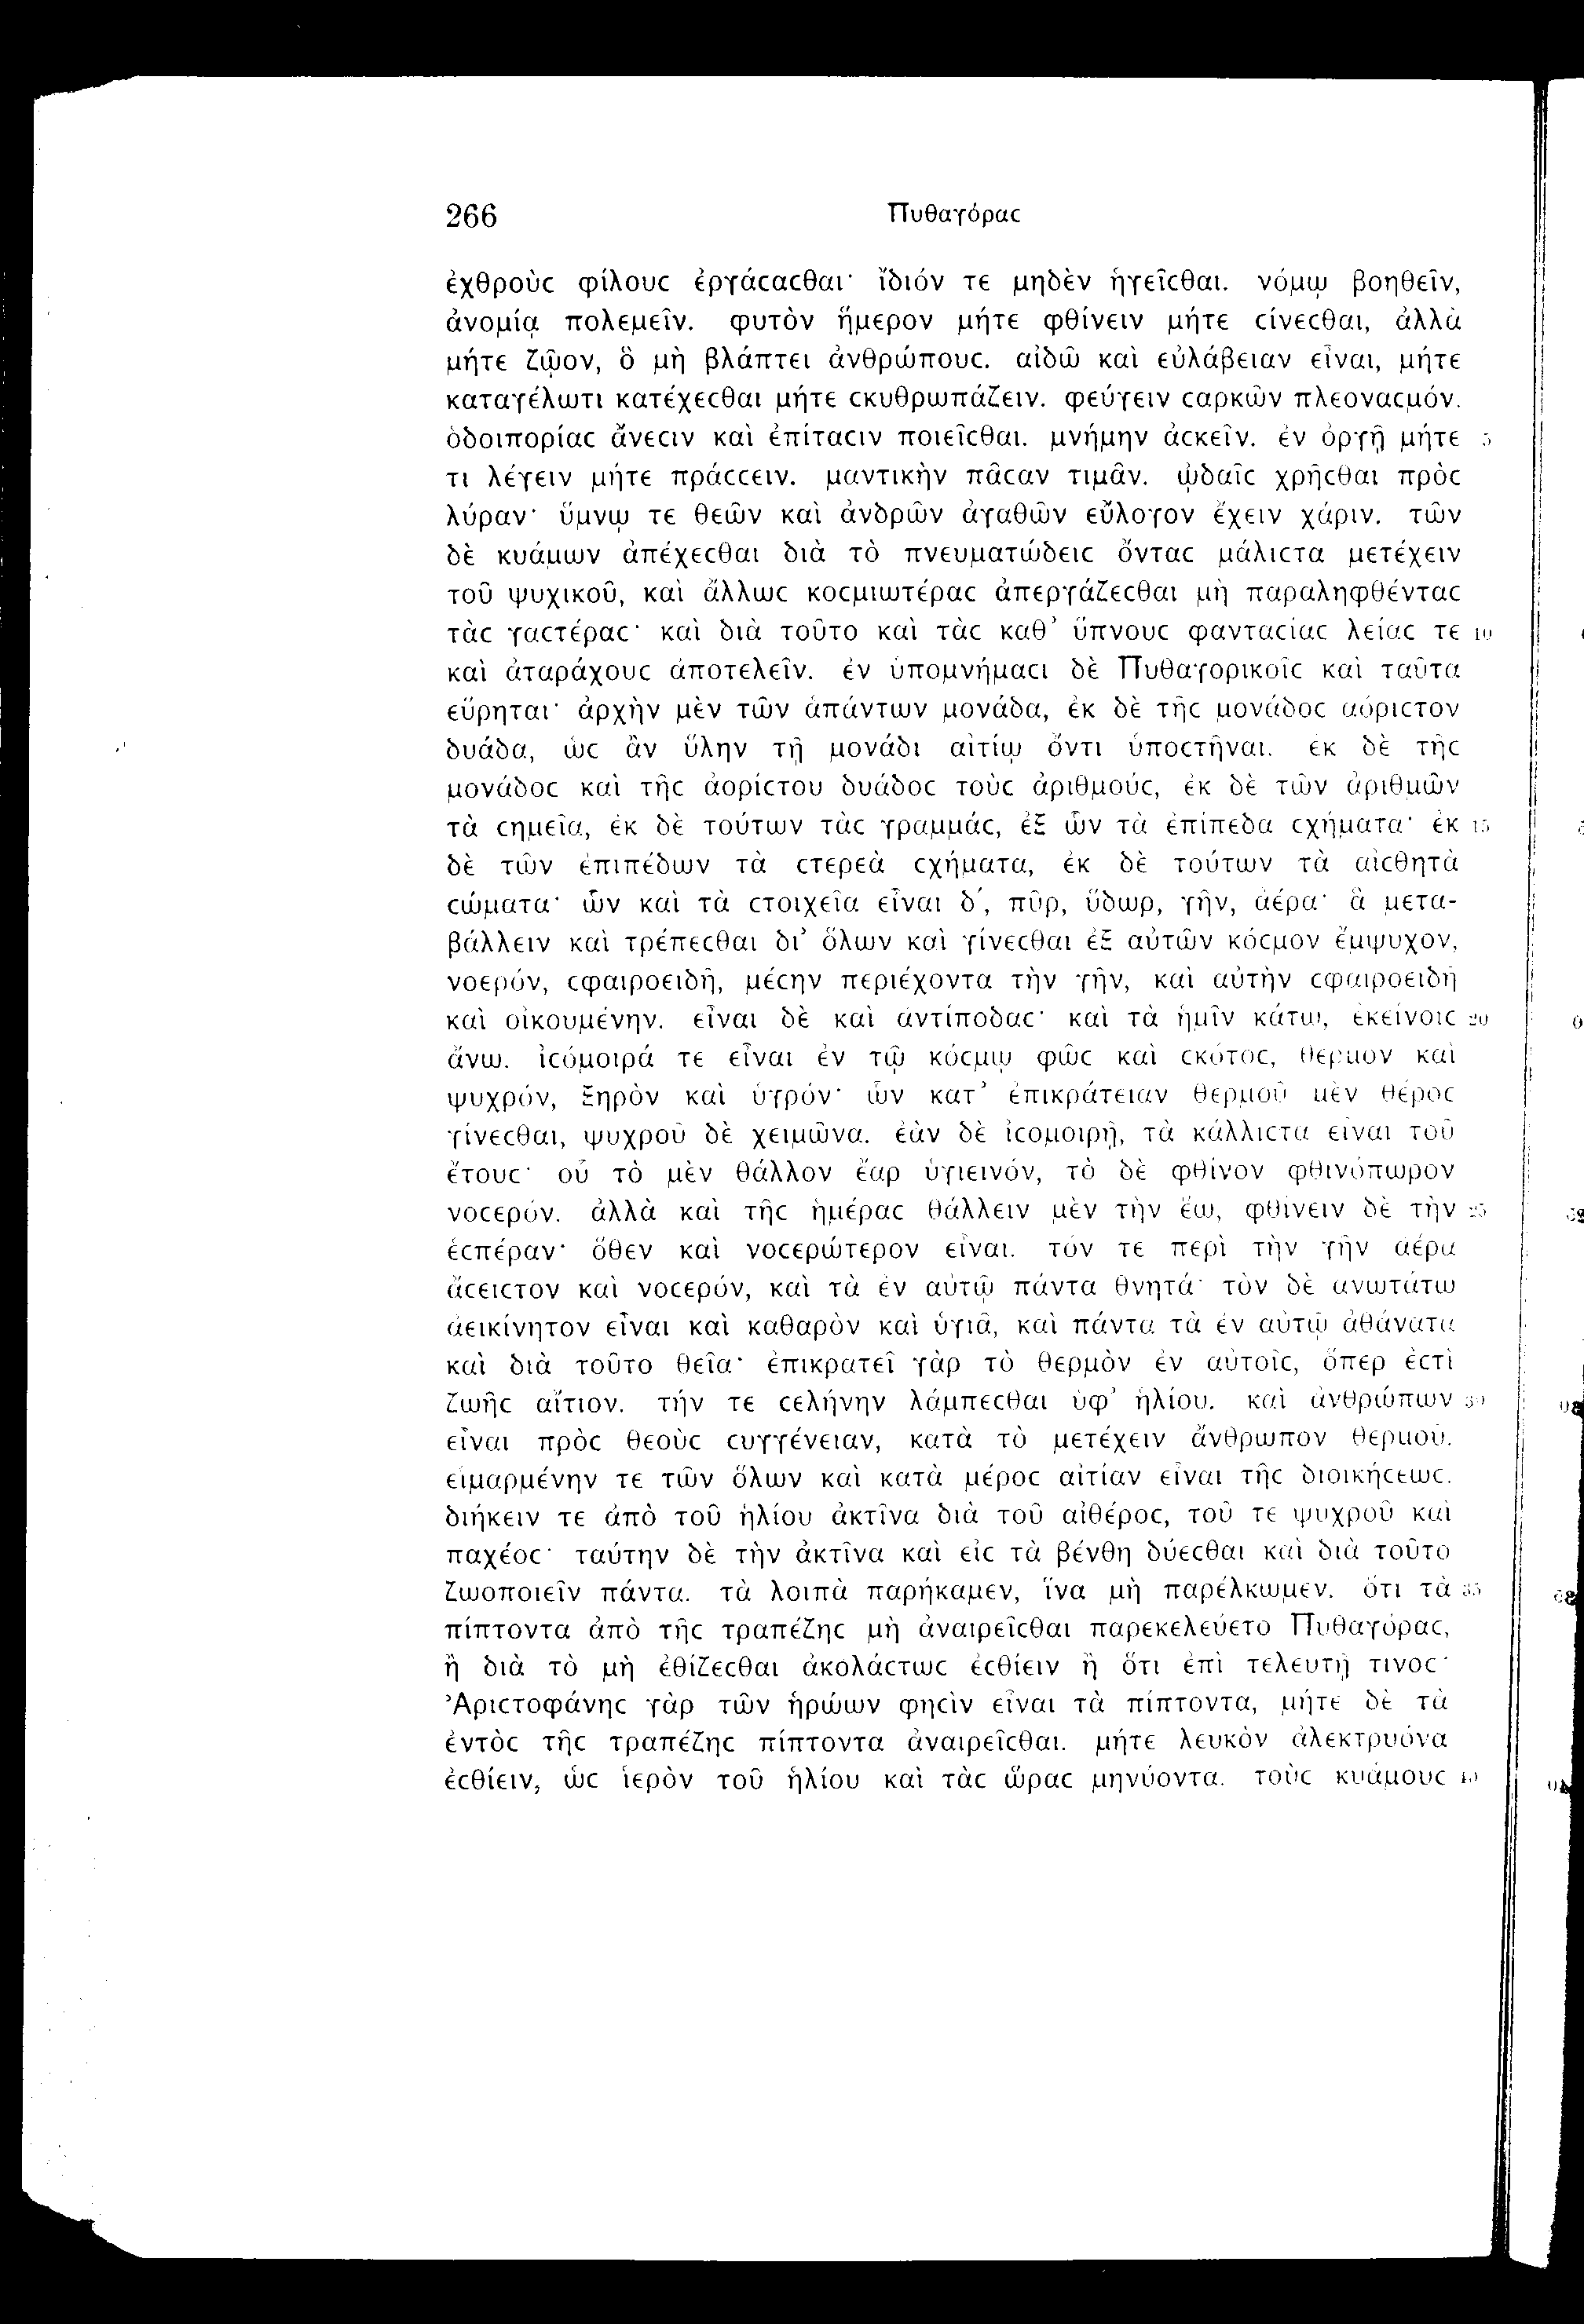 266 Πυθαγόραϲ
ἐχθροὺϲ φίλουϲ ἐργάϲαϲθαι· ἴδιόν τε μηδὲν ἡγεῖϲθαι. νόμῳ βοηθεῖν,
ἀνομίᾳ πολεμεῖν. φυτὸν ἥμερον μήτε φθίνειν μήτε ϲίνεϲθαι, ἀλλὰ
μήτε ζῷον, ὃ μὴ βλάπτει ἀνθρώπουϲ. αἰδῶ καὶ εὐλάβειαν εἶναι, μήτε
καταγέλωτι κατέχεϲθαι μήτε ϲκυθρωπάζειν. φεύγειν ϲαρκῶν πλεοναϲμόν.
ὁδοιπορίαϲ ἄνεϲιν καὶ ἐπίταϲιν ποιεῖϲθαι. μνήμην ἀϲκεῖν. ἐν ὀργῇ μήτε 5
τι λέγειν μήτε πράϲϲειν. μαντικὴν πᾶϲαν τιμᾶν. ᾠδαῖϲ χρῆϲθαι πρὸϲ
λύραν· ὕμνῳ τε θεῶν καὶ ἀνδρῶν ἀγαθῶν εὔλογον ἔχειν χάριν. τῶν
δὲ κυάμων ἀπέχεϲθαι διὰ τὸ πνευματώδειϲ ὄνταϲ μάλιϲτα μετέχειν
τοῦ ψυχικοῦ, καὶ ἄλλωϲ κοϲμιωτέραϲ ἀπεργάζεϲθαι μὴ παραληφθένταϲ
τὰϲ γαϲτέραϲ· καὶ διὰ τοῦτο καὶ τὰϲ καθ᾽ ὕπνουϲ φανταϲίαϲ λείαϲ τε 10
καὶ ἀταράχουϲ ἀποτελεῖν. ἐν ὑπομνήμαϲι δὲ Πυθαγορικοῖϲ καὶ ταῦτα
εὕρηται· ἀρχὴν μὲν τῶν ἁπάντων μονάδα, ἐκ δὲ τῆϲ μονάδοϲ αόριϲτον
δυάδα, ὡϲ ἂν ὕλην τῇ μονάδι αἰτίῳ ὄντι ὑποϲτῆναι. ἐκ δὲ τῆϲ
μονάδοϲ καὶ τῆϲ ἀορίϲτου δυάδοϲ τοὺϲ ἀριθμούϲ, ἐκ δὲ τῶν ἀριθμῶν
τὰ ϲημεῖα, ἐκ δὲ τούτων τὰϲ γραμμάϲ, ἐξ ὧν τὰ ἐπίπεδα ϲχήματα· ἐκ 15
δὲ τῶν ἐπιπέδων τὰ ϲτερεὰ ϲχήματα, ἐκ δὲ τούτων τὰ αἰϲθητὰ
ϲώματα· ὧν καὶ τὰ ϲτοιχεῖα εἶναι δ΄, πῦρ, ὕδωρ, γῆν, ἀέρα· ἃ μετα-
βάλλειν καὶ τρέπεϲθαι δι᾽ ὅλων καὶ γίνεϲθαι ἐξ αὐτῶν κόϲμον ἔμψυχον,
νοερόν, ϲφαιροειδῆ, μέϲην περιέχοντα τὴν γῆν, καὶ αὐτὴν ϲφαιροειδῆ
καὶ οἰκουμένην. εἶναι δὲ καὶ ἀντίποδαϲ· καὶ τὰ ἡμῖν κάτω, ἐκείνοιϲ 20
ἄνω. ἰϲόμοιρά τε εἶναι ἐν τῷ κόϲμῳ φῶϲ καὶ ϲκότοϲ, θερμὸν καὶ
ψυχρόν, ξηρὸν καὶ ὑγρόν· ὧν κατ᾽ ἐπικράτειαν θερμοῦ μὲν θέροϲ
γίνεϲθαι, ψυχροῦ δὲ χειμῶνα. ἐὰν δὲ ἰϲομοιρῇ, τὰ κάλλιϲτα εἶναι τοῦ
ἔτουϲ· οὗ τὸ μὲν θάλλον ἔαρ ὑγιεινόν, τὸ δὲ φθίνον φθινόπωρον
νοϲερόν. ἀλλὰ καὶ τῆϲ ἡμέραϲ θάλλειν μὲν τὴν ἕω, φθίνειν δὲ τὴν 25
ἑϲπέραν· ὅθεν καὶ νοϲερώτερον εἶναι. τόν τε περὶ τὴν γῆν ἀέρα
ἄϲειϲτον καὶ νοϲερόν, καὶ τὰ ἐν αὐτῷ πάντα θνητά· τὸν δὲ ἀνωτάτω
ἀεικίνητον εἶναι καὶ καθαρὸν καὶ ὑγιᾶ, καὶ πάντα τὰ ἐν αὐτῷ ἀθάνατα
καὶ διὰ τοῦτο θεῖα· ἐπικρατεῖ γὰρ τὸ θερμὸν ἐν αὐτοῖϲ, ὅπερ ἐϲτὶ
ζωῆϲ αἴτιον. τήν τε ϲελήνην λάμπεϲθαι ὑφ᾽ ἡλίου. καὶ ἀνθρώπων 30
εἶναι πρὸϲ θεοὺϲ ϲυγγένειαν, κατὰ τὸ μετέχειν ἄνθρωπον θερμοῦ.
εἱμαρμένην τε τῶν ὅλων καὶ κατὰ μέροϲ αἰτίαν εἶναι τῆϲ διοικήϲεωϲ.
διήκειν τε ἀπὸ τοῦ ἡλίου ἀκτῖνα διὰ τοῦ αἰθέροϲ, τοῦ τε ψυχροῦ καὶ
παχέοϲ· ταύτην δὲ τὴν ἀκτῖνα καὶ εἰϲ τὰ βένθη δύεϲθαι καὶ διὰ τοῦτο
ζωοποιεῖν πάντα. τὰ λοιπὰ παρήκαμεν, ἵνα μὴ παρέλκωμεν. ὅτι τὰ 35
πίπτοντα ἀπὸ τῆϲ τραπέζηϲ μὴ ἀναιρεῖϲθαι παρεκελεύετο Πυθαγόραϲ,
ἢ διὰ τὸ μὴ ἐθίζεϲθαι ἀκολάϲτωϲ ἐϲθίειν ἢ ὅτι ἐπὶ τελευτῇ τινοϲ·
Ἀριϲτοφάνηϲ γὰρ τῶν ἡρώων φηϲὶν εἶναι τὰ πίπτοντα, μήτε δὲ τὰ
ἐντὸϲ τῆϲ τραπέζηϲ πίπτοντα ἀναιρεῖϲθαι. μήτε λευκὸν ἀλεκτρυόνα
ἐϲθίειν, ὡϲ ἱερὸν τοῦ ἡλίου καὶ τὰϲ ὥραϲ μηνύοντα. τοὺϲ κυάμουϲ 40